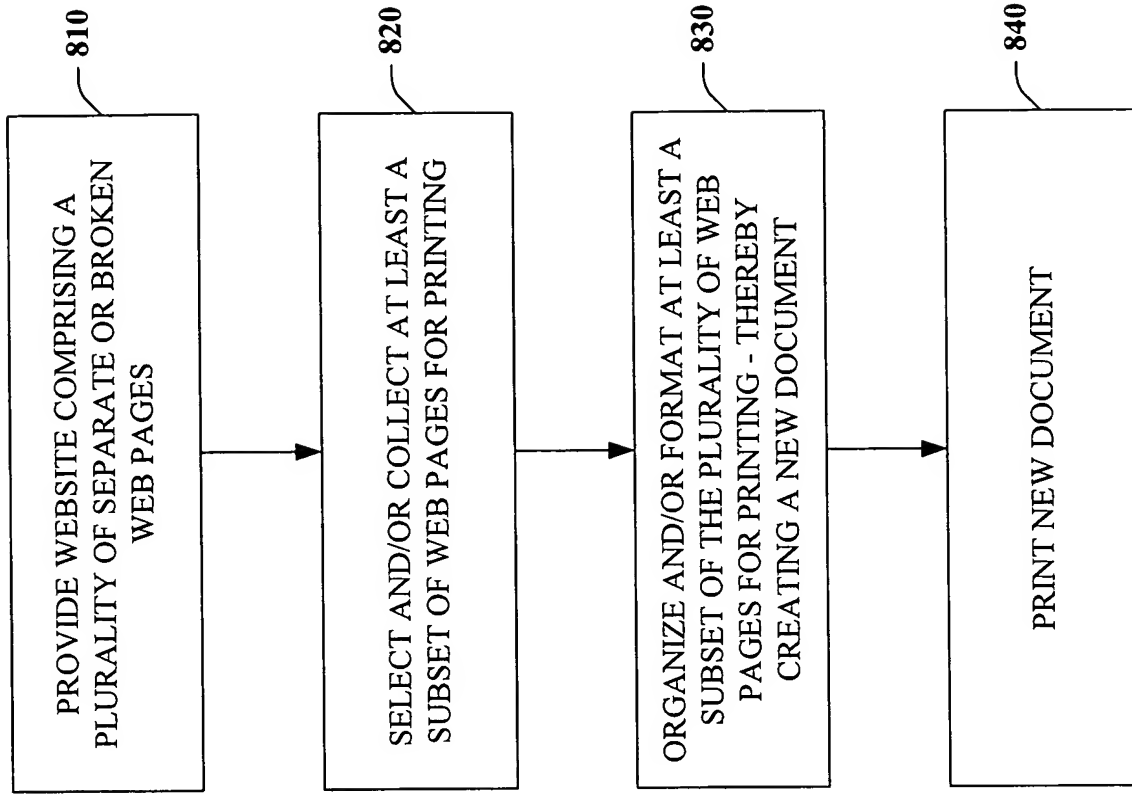 810
PROVIDE WEBSITE COMPRISING A
PLURALITY OF SEPARATE OR BROKEN
WEB PAGES
820
SELECT AND/OR COLLECT AT LEAST A
SUBSET OF WEB PAGES FOR PRINTING
830
ORGANIZE AND/OR FORMAT AT LEAST A
SUBSET OF THE PLURALITY OF WEB
PAGES FOR PRINTING - THEREBY
CREATING A NEW DOCUMENT
840
PRINT NEW DOCUMENT